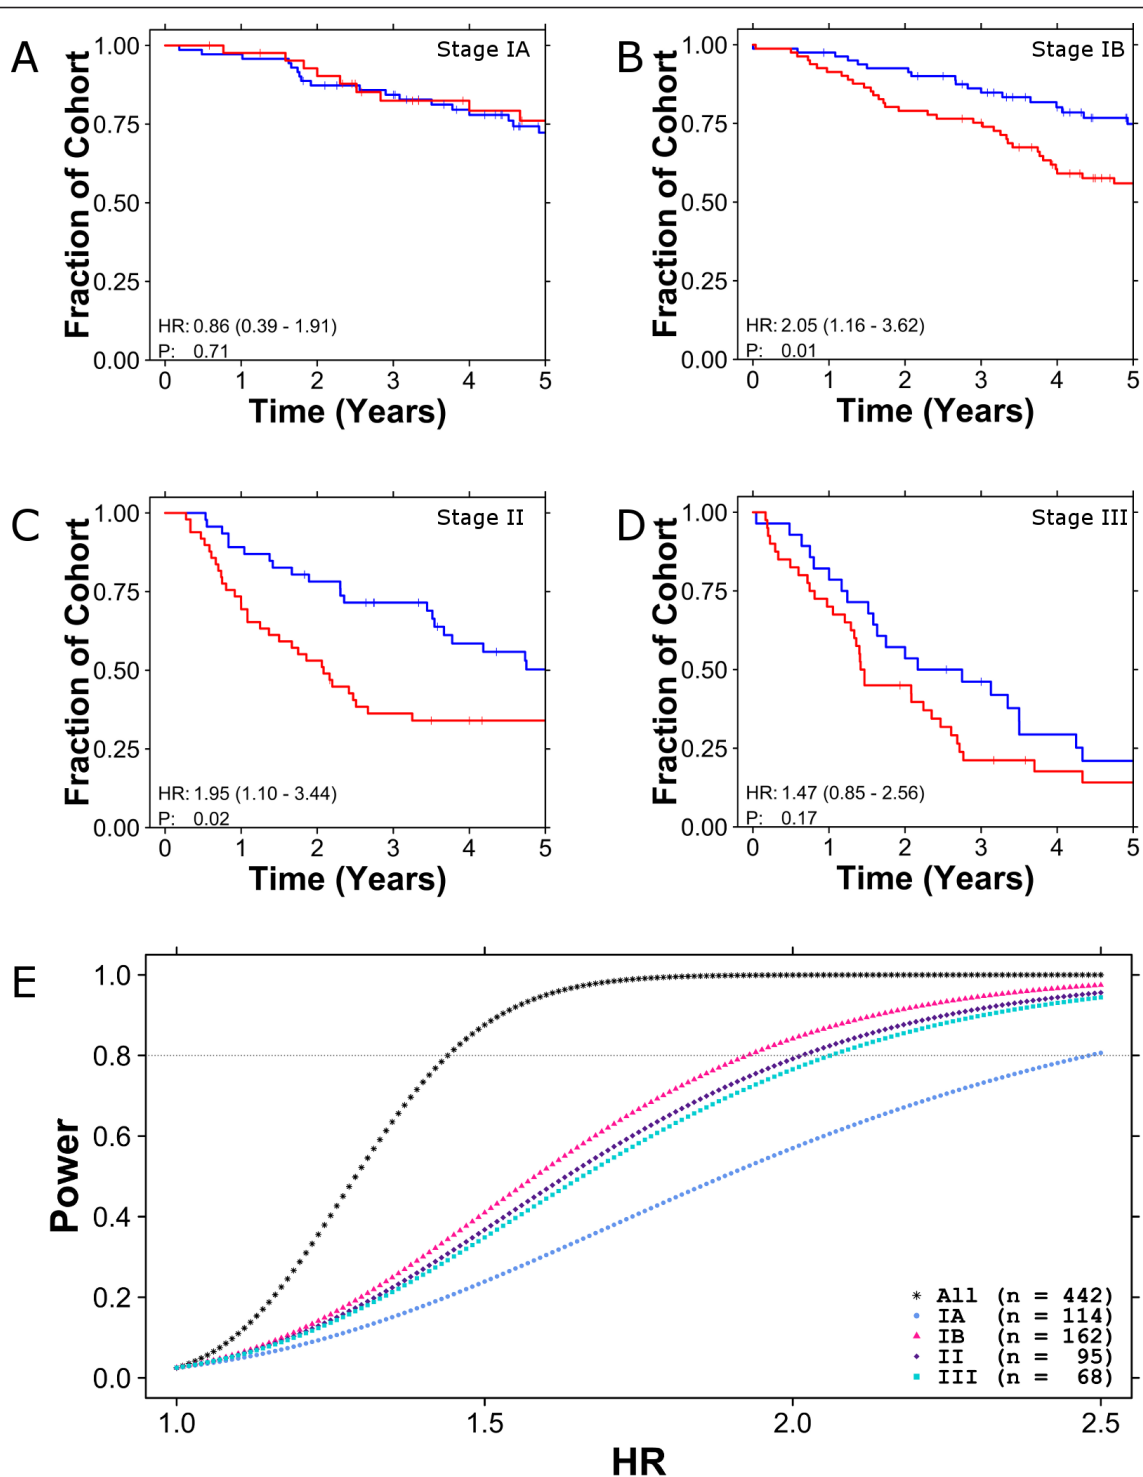 A
Stage IA
1.00
0.75
0.50
0.25
0.00
Fraction of Cohort
HR: 0.86 (0.39 - 1.91)
P: 0.71
0 1 2 3 4 5
Time (Years)
B
Stage IB
1.00
0.75
0.50
0.25
0.00
Fraction of Cohort
HR: 2.05 (1.16 - 3.62)
P: 0.01
0 1 2 3 4 5
Time (Years)
C
Stage II
1.00
0.75
0.50
0.25
0.00
Fraction of Cohort
HR: 1.95 (1.10 - 3.44)
P: 0.02
0 1 2 3 4 5
Time (Years)
D
Stage III
1.00
0.75
0.50
0.25
0.00
Fraction of Cohort
HR: 1.47 (0.85 - 2.56)
P: 0.17
0 1 2 3 4 5
Time (Years)
E
1.0
0.8
0.6
0.4
0.2
0.0
Power
All (n = 442)
IA (n = 114)
IB (n = 162)
II (n = 95)
III (n = 68)
1.0 1.5 2.0 2.5
HR